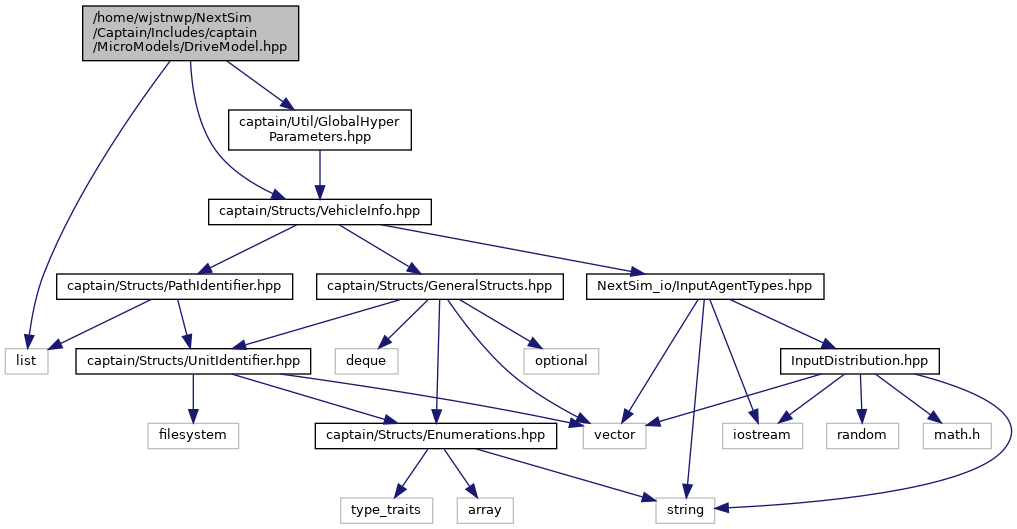 /home/wjstnwp/NextSim
/Captain/Includes/captain
/MicroModels/DriveModel.hpp
captain/Util/GlobalHyper
Parameters.hpp
captain/Structs/VehicleInfo.hpp
captain/Structs/PathIdentifier.hpp
captain/Structs/GeneralStructs.hpp
NextSim_io/InputAgentTypes.hpp
list
captain/Structs/UnitIdentifier.hpp
deque
optional
InputDistribution.hpp
filesystem
captain/Structs/Enumerations.hpp
vector
iostream
random
math.h
type_traits
array
string